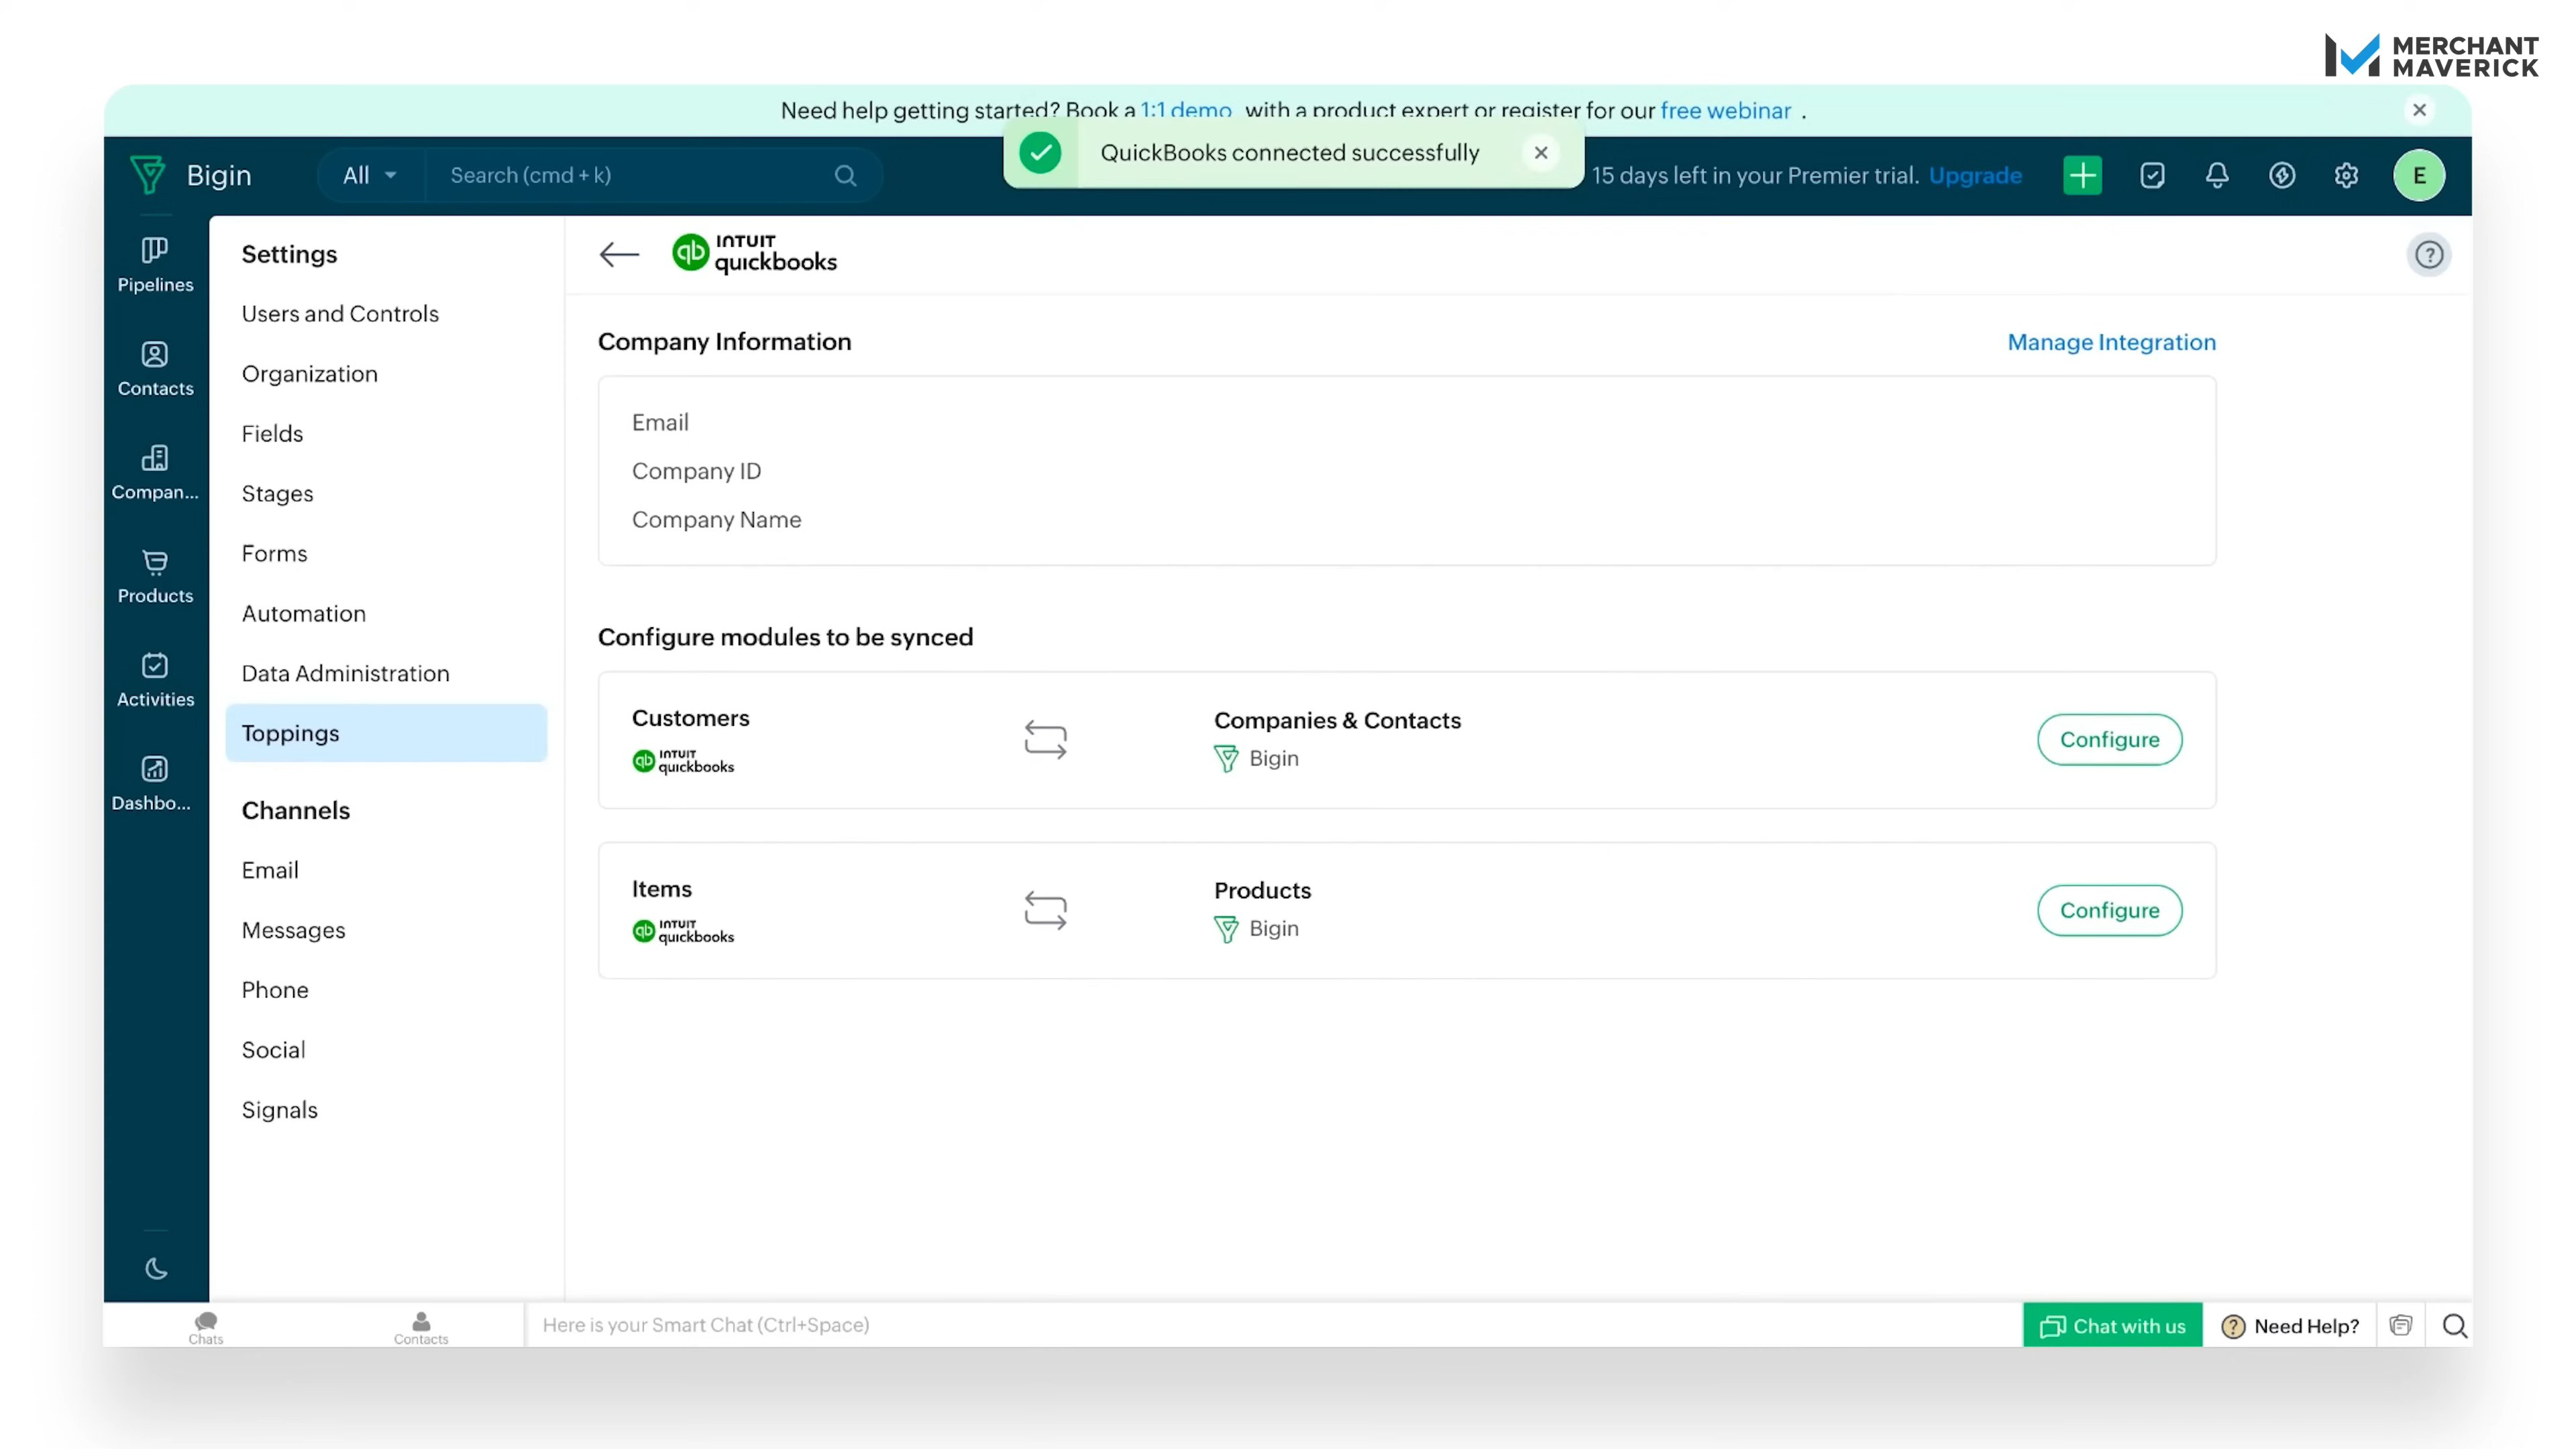 MERCHANT
MAVERICK
Need help getting started? Book a 1:1 demo with a product expert or register for our free webinar .
QuickBooks connected successfully
Bigin
All
Search (cmd + k)
15 days left in your Premier trial. Upgrade
E
Pipelines
Contacts
Compan...
Products
Activities
Dashbo...
Settings
Users and Controls
Organization
Fields
Stages
Forms
Automation
Data Administration
Toppings
Channels
Email
Messages
Phone
Social
Signals
qb INTUIT
quickbooks
?
Company Information
Manage Integration
Email
Company ID
Company Name
Configure modules to be synced
Customers
qb INTUIT
quickbooks
Companies & Contacts
Bigin
Configure
Items
qb INTUIT
quickbooks
Products
Bigin
Configure
Chats
Contacts
Here is your Smart Chat (Ctrl+Space)
Chat with us
? Need Help?